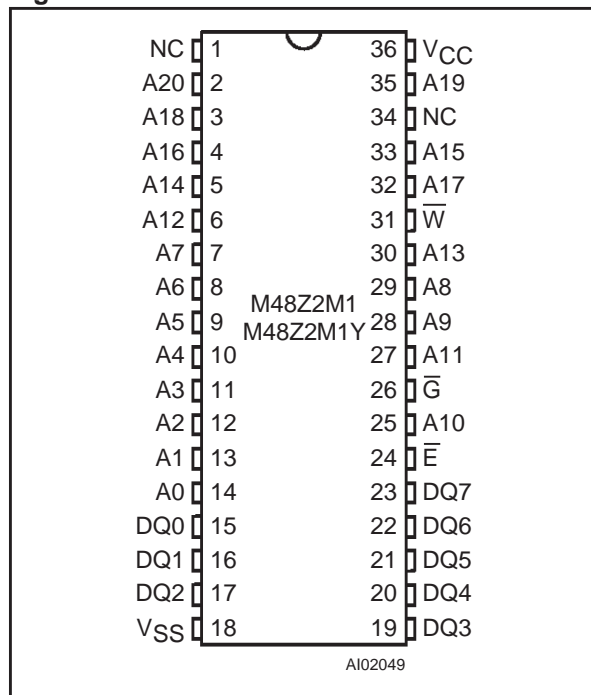 NC 1 36 VCC
A20 2 35 A19
A18 3 34 NC
A16 4 33 A15
A14 5 32 A17
A12 6 31 W̅
A7 7 30 A13
A6 8 29 A8
M48Z2M1
A5 9 28 A9
M48Z2M1Y
A4 10 27 A11
A3 11 26 G̅
A2 12 25 A10
A1 13 24 E̅
A0 14 23 DQ7
DQ0 15 22 DQ6
DQ1 16 21 DQ5
DQ2 17 20 DQ4
VSS 18 19 DQ3
AI02049